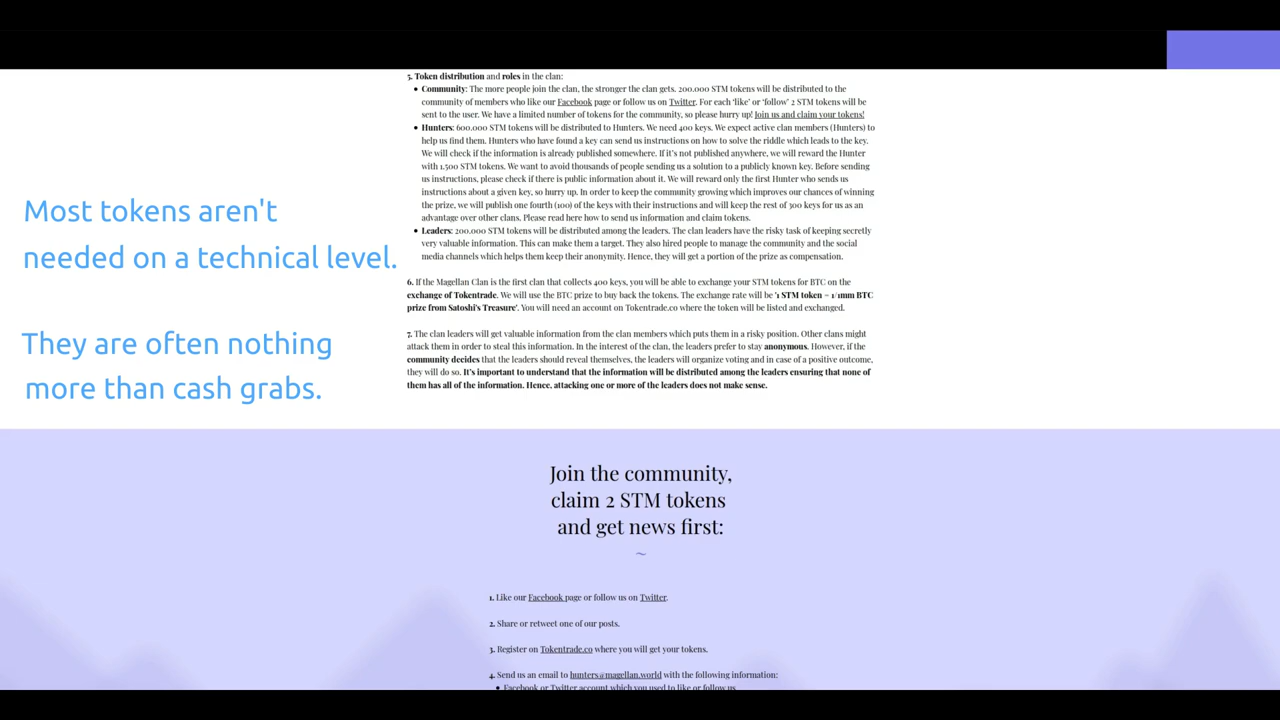 Most tokens aren't
needed on a technical level.
They are often nothing
more than cash grabs.
5. Token distribution and roles in the clan:
• Community: The more people join the clan, the stronger the clan gets. 200.000 STM tokens will be distributed to the
community of members who like our Facebook page or follow us on Twitter. For each 'like' or 'follow' 2 STM tokens will be
sent to the user. We have a limited number of tokens for the community, so please hurry up! Join us and claim your tokens!
• Hunters: 600.000 STM tokens will be distributed to Hunters. We need 400 keys. We expect active clan members (Hunters) to
help us find them. Hunters who have found a key can send us instructions on how to solve the riddle which leads to the key.
We will check if the information is already published somewhere. If it's not published anywhere, we will reward the Hunter
with 1,500 STM tokens. We want to avoid thousands of people sending us a solution to a publicly known key. Before sending
us instructions, please check if there is public information about it. We will reward only the first Hunter who sends us
instructions about a given key, so hurry up. In order to keep the community growing which improves our chances of winning
the prize, we will publish one fourth (100) of the keys with their instructions and will keep the rest of 300 keys for us as an
advantage over other clans. Please read here how to send us information and claim tokens.
• Leaders: 200.000 STM tokens will be distributed among the leaders. The clan leaders have the risky task of keeping secretly
very valuable information. This can make them a target. They also hired people to manage the community and the social
media channels which helps them keep their anonymity. Hence, they will get a portion of the prize as compensation.
6. If the Magellan Clan is the first clan that collects 400 keys, you will be able to exchange your STM tokens for BTC on the
exchange of Tokentrade. We will use the BTC prize to buy back the tokens. The exchange rate will be '1 STM token = 1/1mm BTC
prize from Satoshi's Treasure'. You will need an account on Tokentrade.co where the token will be listed and exchanged.
7. The clan leaders will get valuable information from the clan members which puts them in a risky position. Other clans might
attack them in order to steal this information. In the interest of the clan, the leaders prefer to stay anonymous. However, if the
community decides that the leaders should reveal themselves, the leaders will organize voting and in case of a positive outcome,
they will do so. It's important to understand that the information will be distributed among the leaders ensuring that none of
them has all of the information. Hence, attacking one or more of the leaders does not make sense.
Join the community,
claim 2 STM tokens
and get news first:
~
1. Like our Facebook page or follow us on Twitter.
2. Share or retweet one of our posts.
3. Register on Tokentrade.co where you will get your tokens.
4. Send us an email to hunters@magellan.world with the following information:
• Facebook or Twitter account which you used to like or follow us